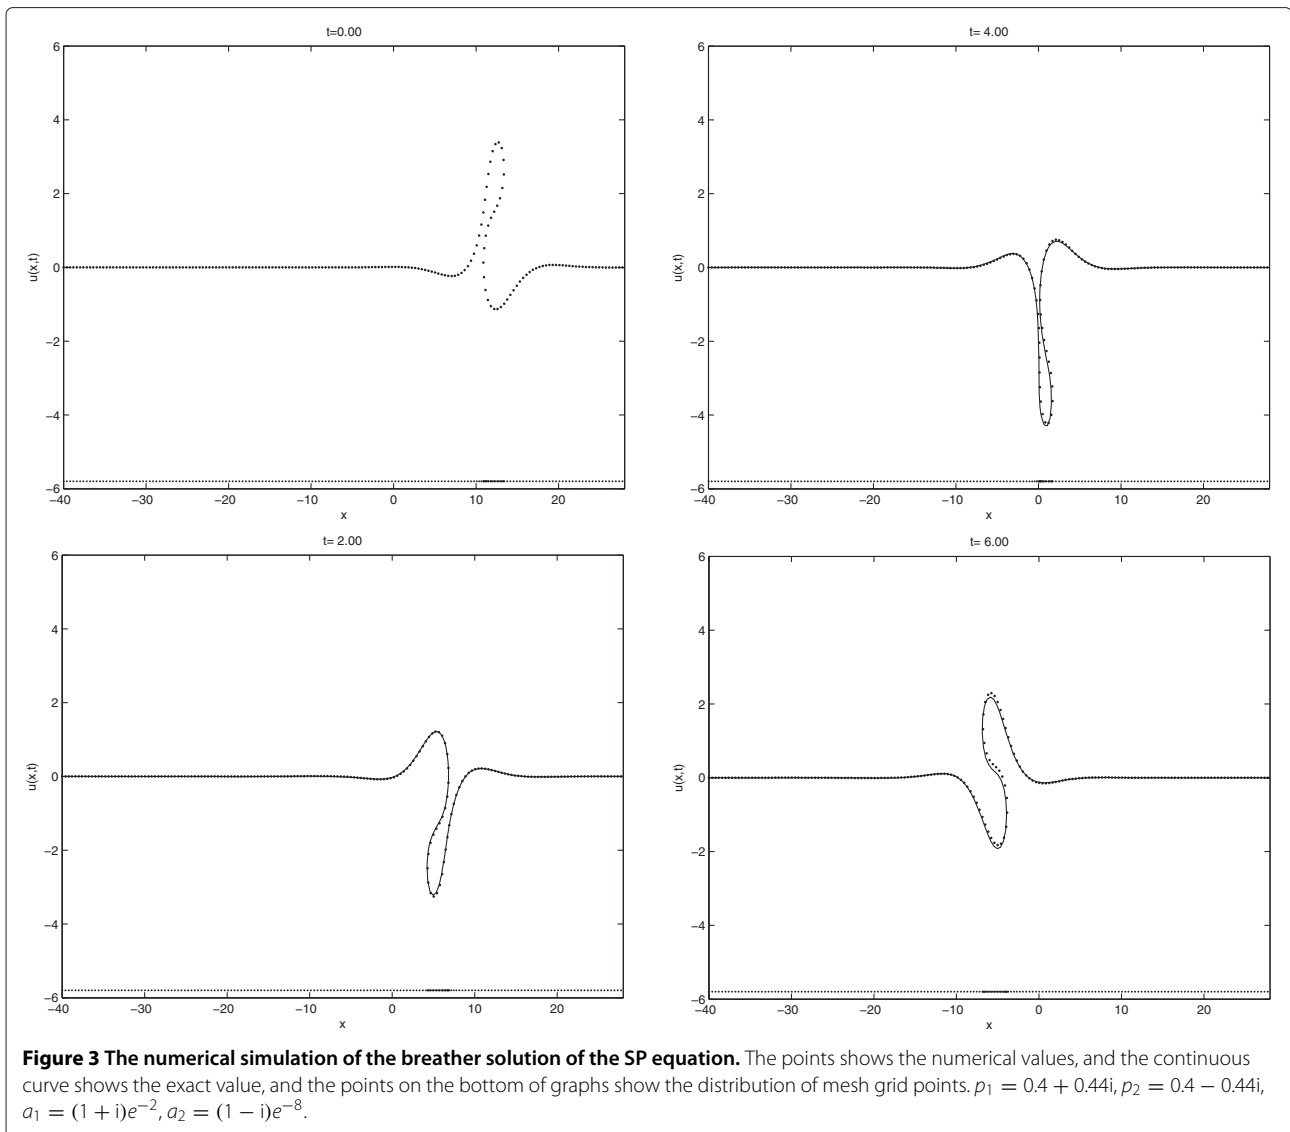 t=0.00
6
4
2
0
−2
−4
−6
u(x,t)
−40 −30 −20 −10 0 10 20
x
t= 4.00
6
4
2
0
−2
−4
−6
u(x,t)
−40 −30 −20 −10 0 10 20
x
t= 2.00
6
4
2
0
−2
−4
−6
u(x,t)
−40 −30 −20 −10 0 10 20
x
t= 6.00
6
4
2
0
−2
−4
−6
u(x,t)
−40 −30 −20 −10 0 10 20
x
Figure 3 The numerical simulation of the breather solution of the SP equation. The points shows the numerical values, and the continuous
curve shows the exact value, and the points on the bottom of graphs show the distribution of mesh grid points. p₁ = 0.4 + 0.44i, p₂ = 0.4 − 0.44i,
a₁ = (1 + i)e⁻², a₂ = (1 − i)e⁻⁸.